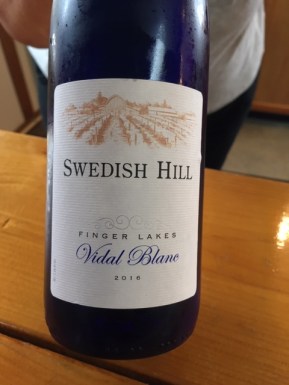 SWEDISH HILL
FINGER LAKES
Vidal Blanc
2016